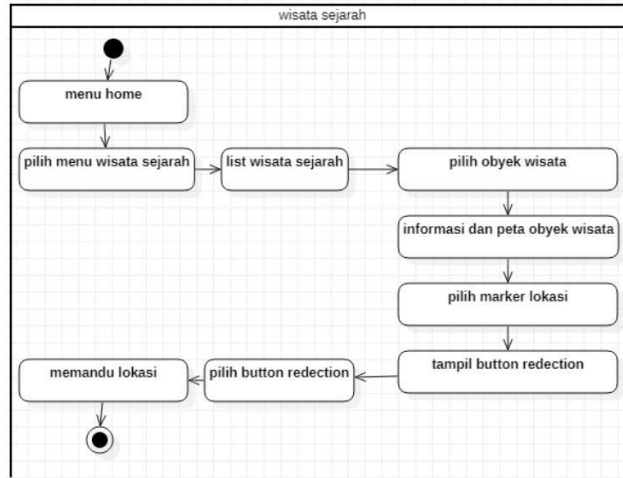 wisata sejarah
menu home
pilih menu wisata sejarah
list wisata sejarah
pilih obyek wisata
informasi dan peta obyek wisata
pilih marker lokasi
tampil button redection
pilih button redection
memandu lokasi